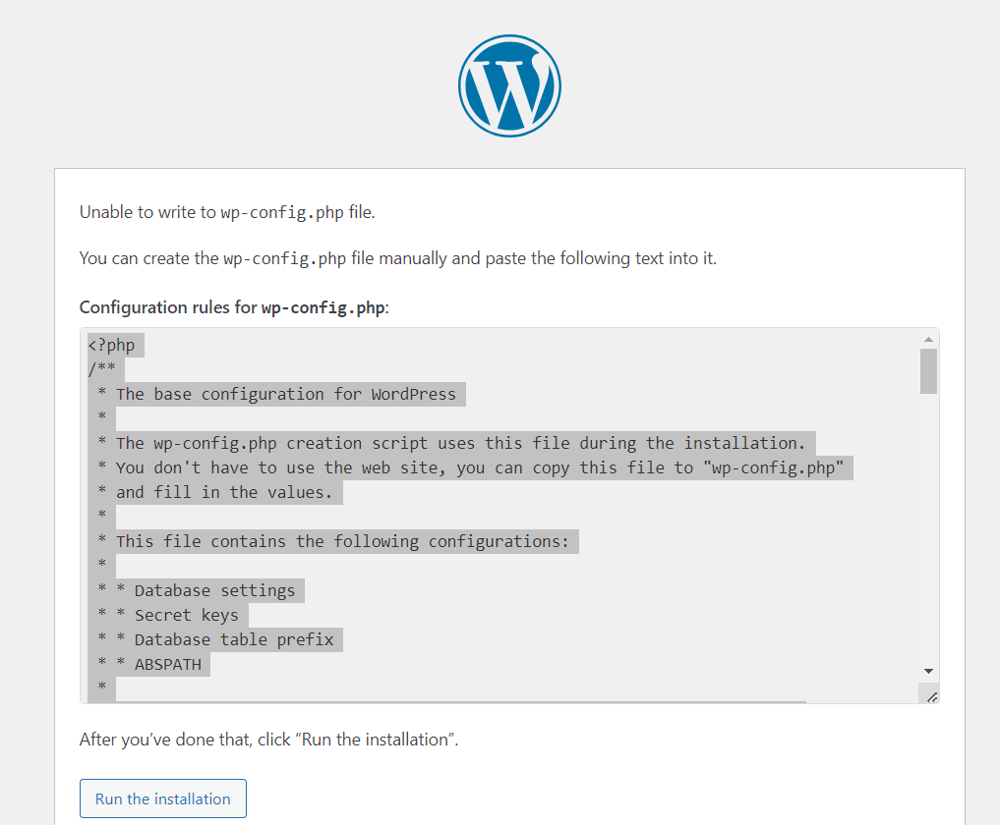 W
Unable to write to wp-config.php file.
You can create the wp-config.php file manually and paste the following text into it.
Configuration rules for wp-config.php:
<?php
/**
* The base configuration for WordPress
*
* The wp-config.php creation script uses this file during the installation.
* You don't have to use the web site, you can copy this file to "wp-config.php"
* and fill in the values.
*
* This file contains the following configurations:
*
* * Database settings
* * Secret keys
* * Database table prefix
* * ABSPATH
*
After you’ve done that, click “Run the installation”.
Run the installation